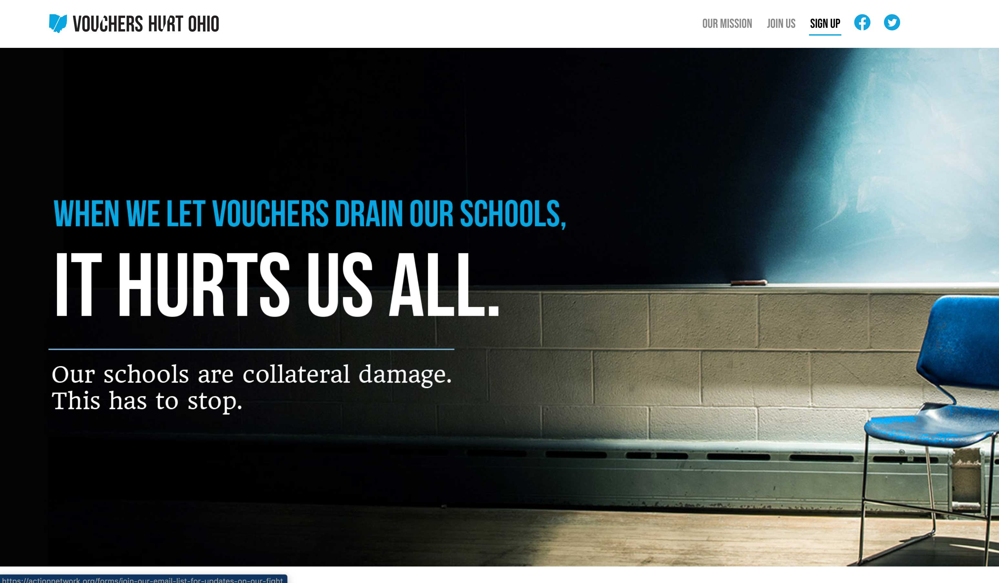 VOUCHERS HURT OHIO
OUR MISSION JOIN US SIGN UP
WHEN WE LET VOUCHERS DRAIN OUR SCHOOLS,
IT HURTS US ALL.
Our schools are collateral damage.
This has to stop.
https://actionnetwork.org/forms/join-our-email-list-for-updates-on-our-fight